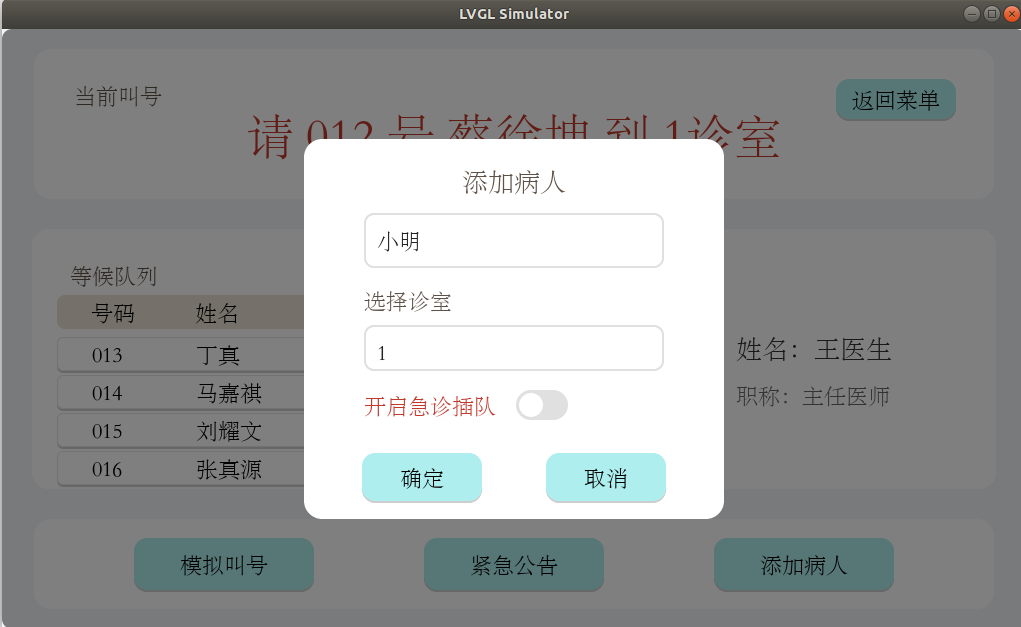 LVGL Simulator
当前叫号
返回菜单
请 012 号 蔡徐坤 到 1诊室
添加病人
小明
选择诊室
1
开启急诊插队
确定
取消
等候队列
号码 姓名
013 丁真
014 马嘉祺
015 刘耀文
016 张真源
姓名：王医生
职称：主任医师
模拟叫号
紧急公告
添加病人